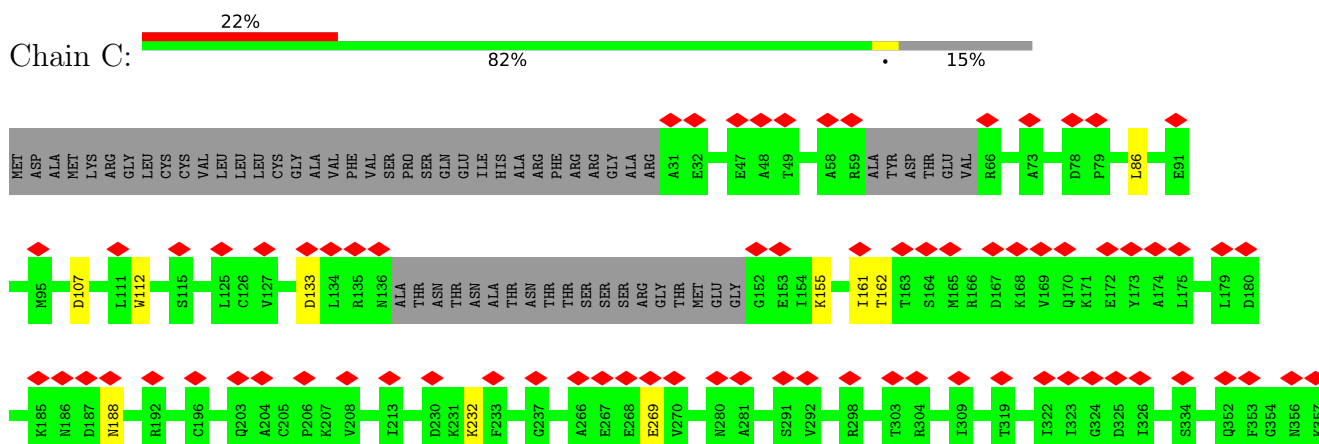 22%
Chain C:
82% • 15%
MET ASP ALA MET LYS ARG GLY LEU CYS CYS VAL LEU LEU LEU CYS GLY ALA VAL PHE VAL SER PRO SER GLN GLU ILE HIS ALA ARG PHE ARG ARG GLY ALA ARG A31 E32 E47 A48 T49 A58 R59 ALA TYR ASP THR GLU VAL R66 A73 D78 P79 L86 E91
M95 D107 L111 W112 S115 L125 C126 V127 D133 L134 R135 N136 ALA THR ASN THR ASN ALA THR ASN THR THR SER SER SER ARG GLY THR MET GLU GLY G152 E153 I154 K155 I161 T162 T163 S164 M165 R166 D167 K168 V169 Q170 K171 E172 Y173 A174 L175 L179 D180
K185 N186 D187 N188 R192 C196 Q203 A204 C205 P206 K207 V208 I213 D230 K231 K232 F233 G237 A266 E267 E268 E269 V270 N280 A281 S291 V292 R298 T303 R304 I309 T319 I322 I323 G324 D325 I326 S334 Q352 F353 G354 N356 K357